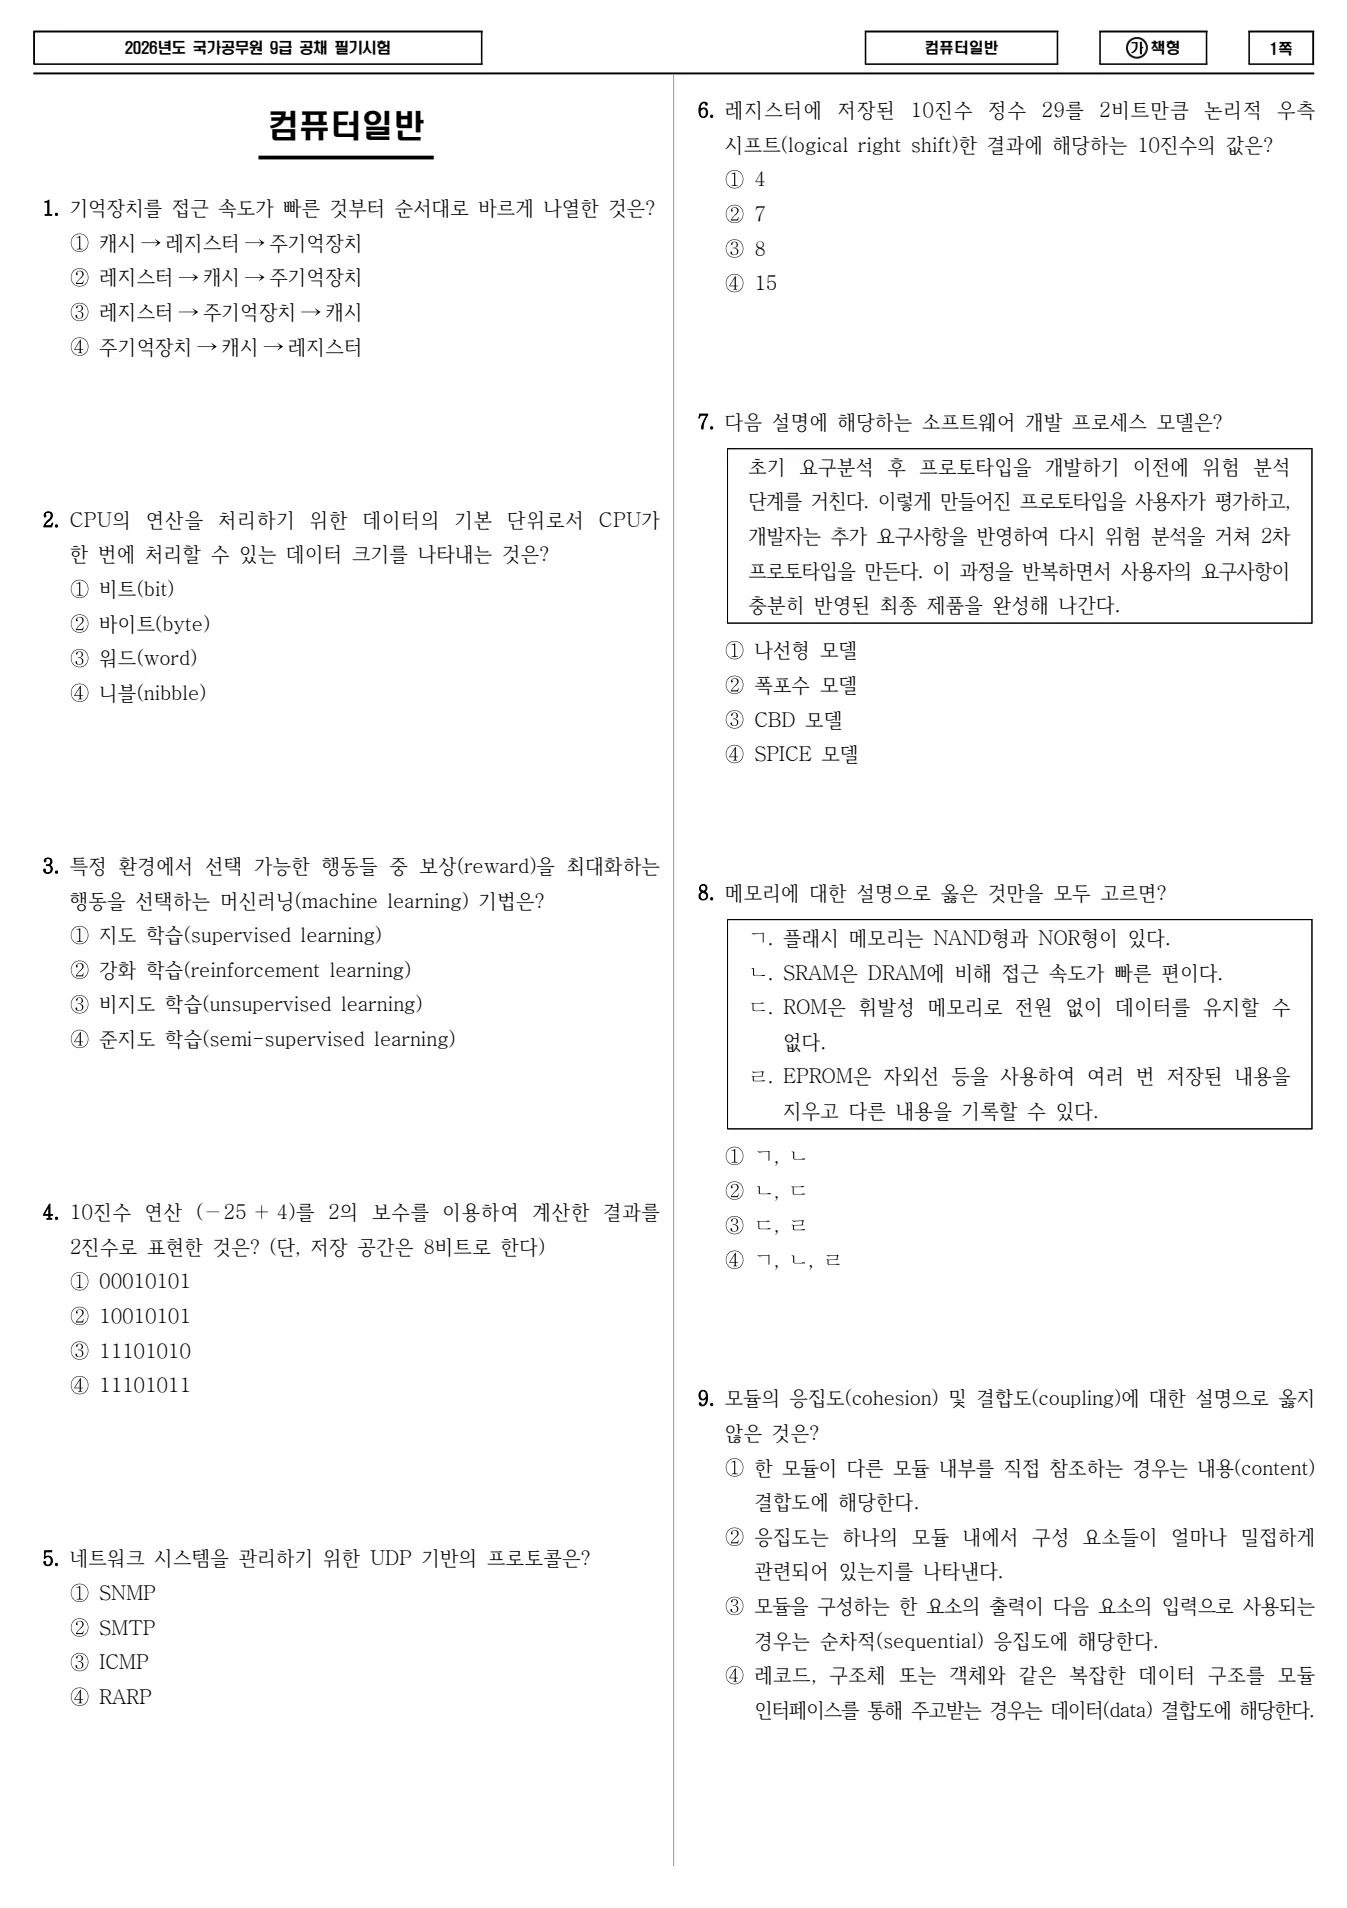 2026년도 국가공무원 9급 공채 필기시험
컴퓨터일반
㉮책형
1쪽
컴퓨터일반
1. 기억장치를 접근 속도가 빠른 것부터 순서대로 바르게 나열한 것은?
① 캐시 → 레지스터 → 주기억장치
② 레지스터 → 캐시 → 주기억장치
③ 레지스터 → 주기억장치 → 캐시
④ 주기억장치 → 캐시 → 레지스터
2. CPU의 연산을 처리하기 위한 데이터의 기본 단위로서 CPU가
한 번에 처리할 수 있는 데이터 크기를 나타내는 것은?
① 비트(bit)
② 바이트(byte)
③ 워드(word)
④ 니블(nibble)
3. 특정 환경에서 선택 가능한 행동들 중 보상(reward)을 최대화하는
행동을 선택하는 머신러닝(machine learning) 기법은?
① 지도 학습(supervised learning)
② 강화 학습(reinforcement learning)
③ 비지도 학습(unsupervised learning)
④ 준지도 학습(semi-supervised learning)
4. 10진수 연산 (－25 + 4)를 2의 보수를 이용하여 계산한 결과를
2진수로 표현한 것은? (단, 저장 공간은 8비트로 한다)
① 00010101
② 10010101
③ 11101010
④ 11101011
5. 네트워크 시스템을 관리하기 위한 UDP 기반의 프로토콜은?
① SNMP
② SMTP
③ ICMP
④ RARP
6. 레지스터에 저장된 10진수 정수 29를 2비트만큼 논리적 우측
시프트(logical right shift)한 결과에 해당하는 10진수의 값은?
① 4
② 7
③ 8
④ 15
7. 다음 설명에 해당하는 소프트웨어 개발 프로세스 모델은?
초기 요구분석 후 프로토타입을 개발하기 이전에 위험 분석
단계를 거친다. 이렇게 만들어진 프로토타입을 사용자가 평가하고,
개발자는 추가 요구사항을 반영하여 다시 위험 분석을 거쳐 2차
프로토타입을 만든다. 이 과정을 반복하면서 사용자의 요구사항이
충분히 반영된 최종 제품을 완성해 나간다.
① 나선형 모델
② 폭포수 모델
③ CBD 모델
④ SPICE 모델
8. 메모리에 대한 설명으로 옳은 것만을 모두 고르면?
ㄱ. 플래시 메모리는 NAND형과 NOR형이 있다.
ㄴ. SRAM은 DRAM에 비해 접근 속도가 빠른 편이다.
ㄷ. ROM은 휘발성 메모리로 전원 없이 데이터를 유지할 수
없다.
ㄹ. EPROM은 자외선 등을 사용하여 여러 번 저장된 내용을
지우고 다른 내용을 기록할 수 있다.
① ㄱ, ㄴ
② ㄴ, ㄷ
③ ㄷ, ㄹ
④ ㄱ, ㄴ, ㄹ
9. 모듈의 응집도(cohesion) 및 결합도(coupling)에 대한 설명으로 옳지
않은 것은?
① 한 모듈이 다른 모듈 내부를 직접 참조하는 경우는 내용(content)
결합도에 해당한다.
② 응집도는 하나의 모듈 내에서 구성 요소들이 얼마나 밀접하게
관련되어 있는지를 나타낸다.
③ 모듈을 구성하는 한 요소의 출력이 다음 요소의 입력으로 사용되는
경우는 순차적(sequential) 응집도에 해당한다.
④ 레코드, 구조체 또는 객체와 같은 복잡한 데이터 구조를 모듈
인터페이스를 통해 주고받는 경우는 데이터(data) 결합도에 해당한다.